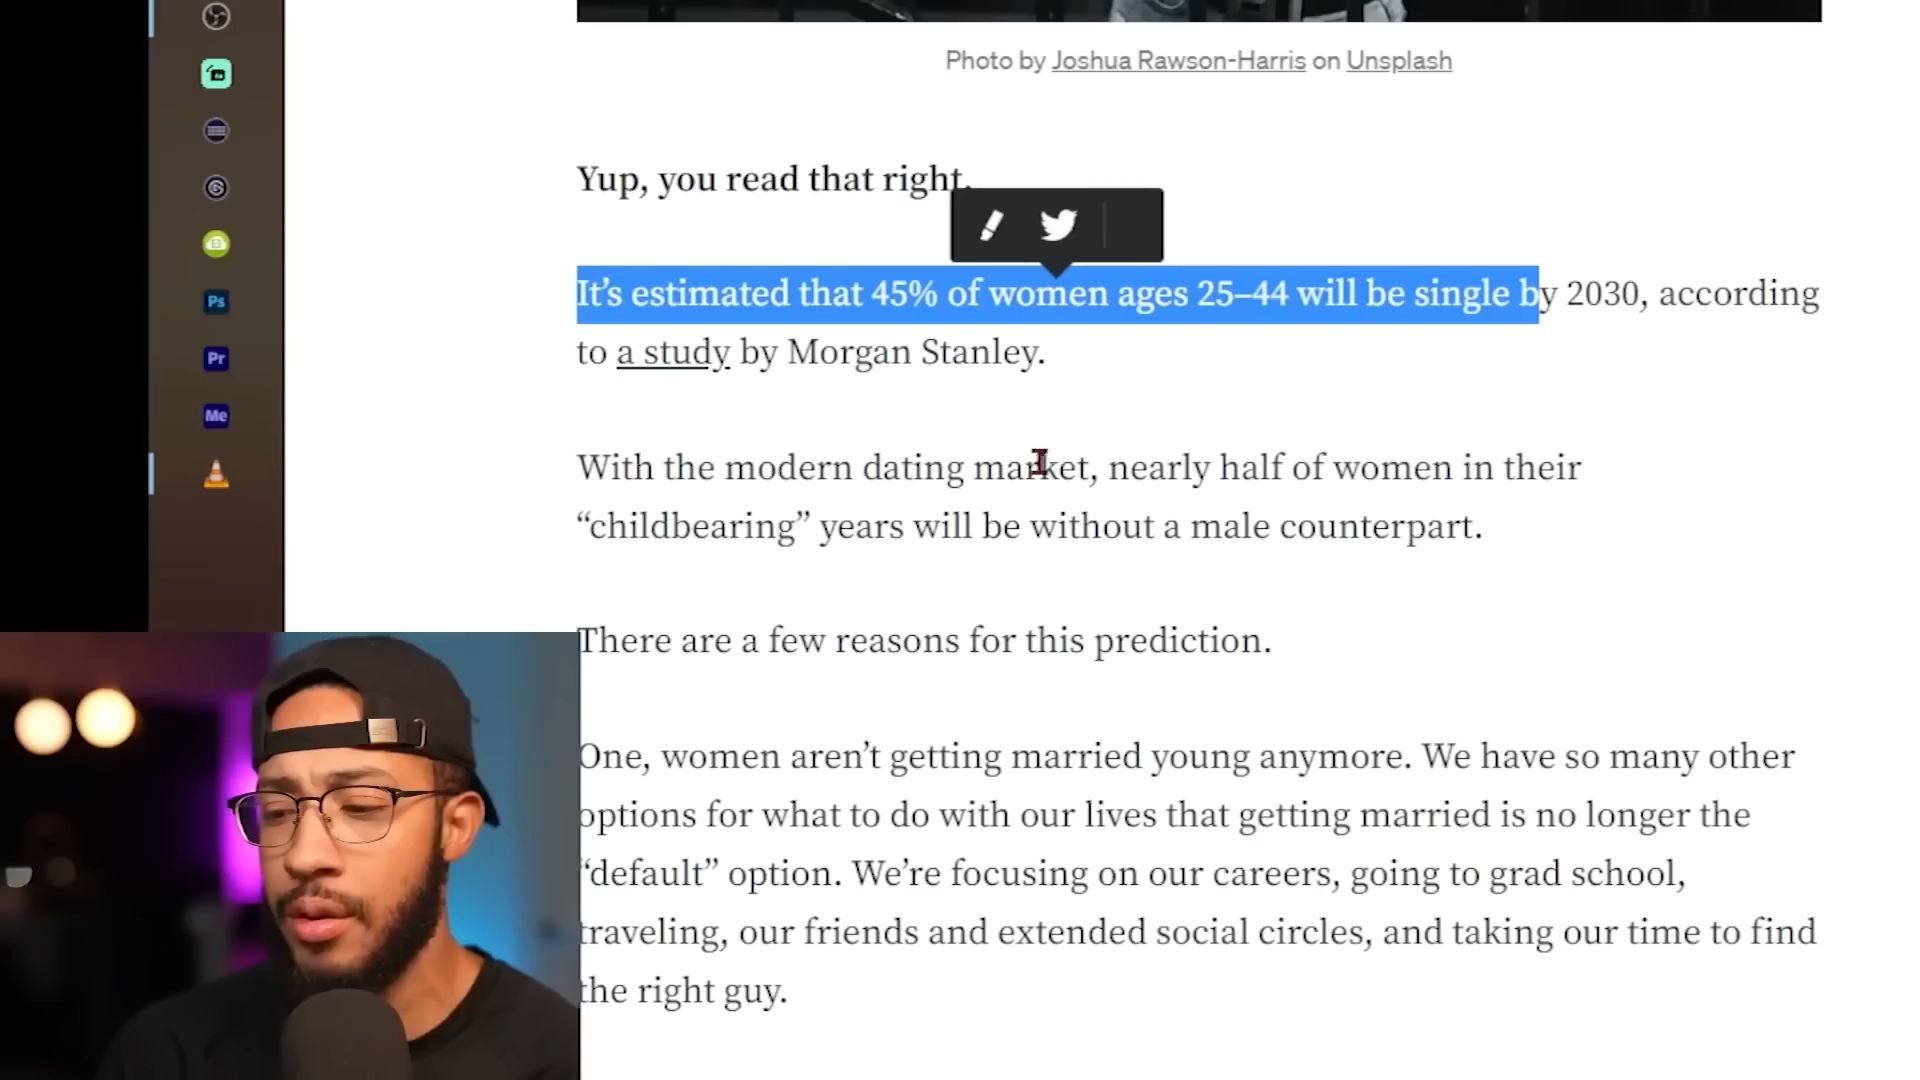 Photo by Joshua Rawson-Harris on Unsplash
Yup, you read that right.
It’s estimated that 45% of women ages 25–44 will be single by 2030, according
to a study by Morgan Stanley.
With the modern dating market, nearly half of women in their
“childbearing” years will be without a male counterpart.
There are a few reasons for this prediction.
One, women aren’t getting married young anymore. We have so many other
options for what to do with our lives that getting married is no longer the
“default” option. We’re focusing on our careers, going to grad school,
traveling, our friends and extended social circles, and taking our time to find
the right guy.
Ps
Pr
Me